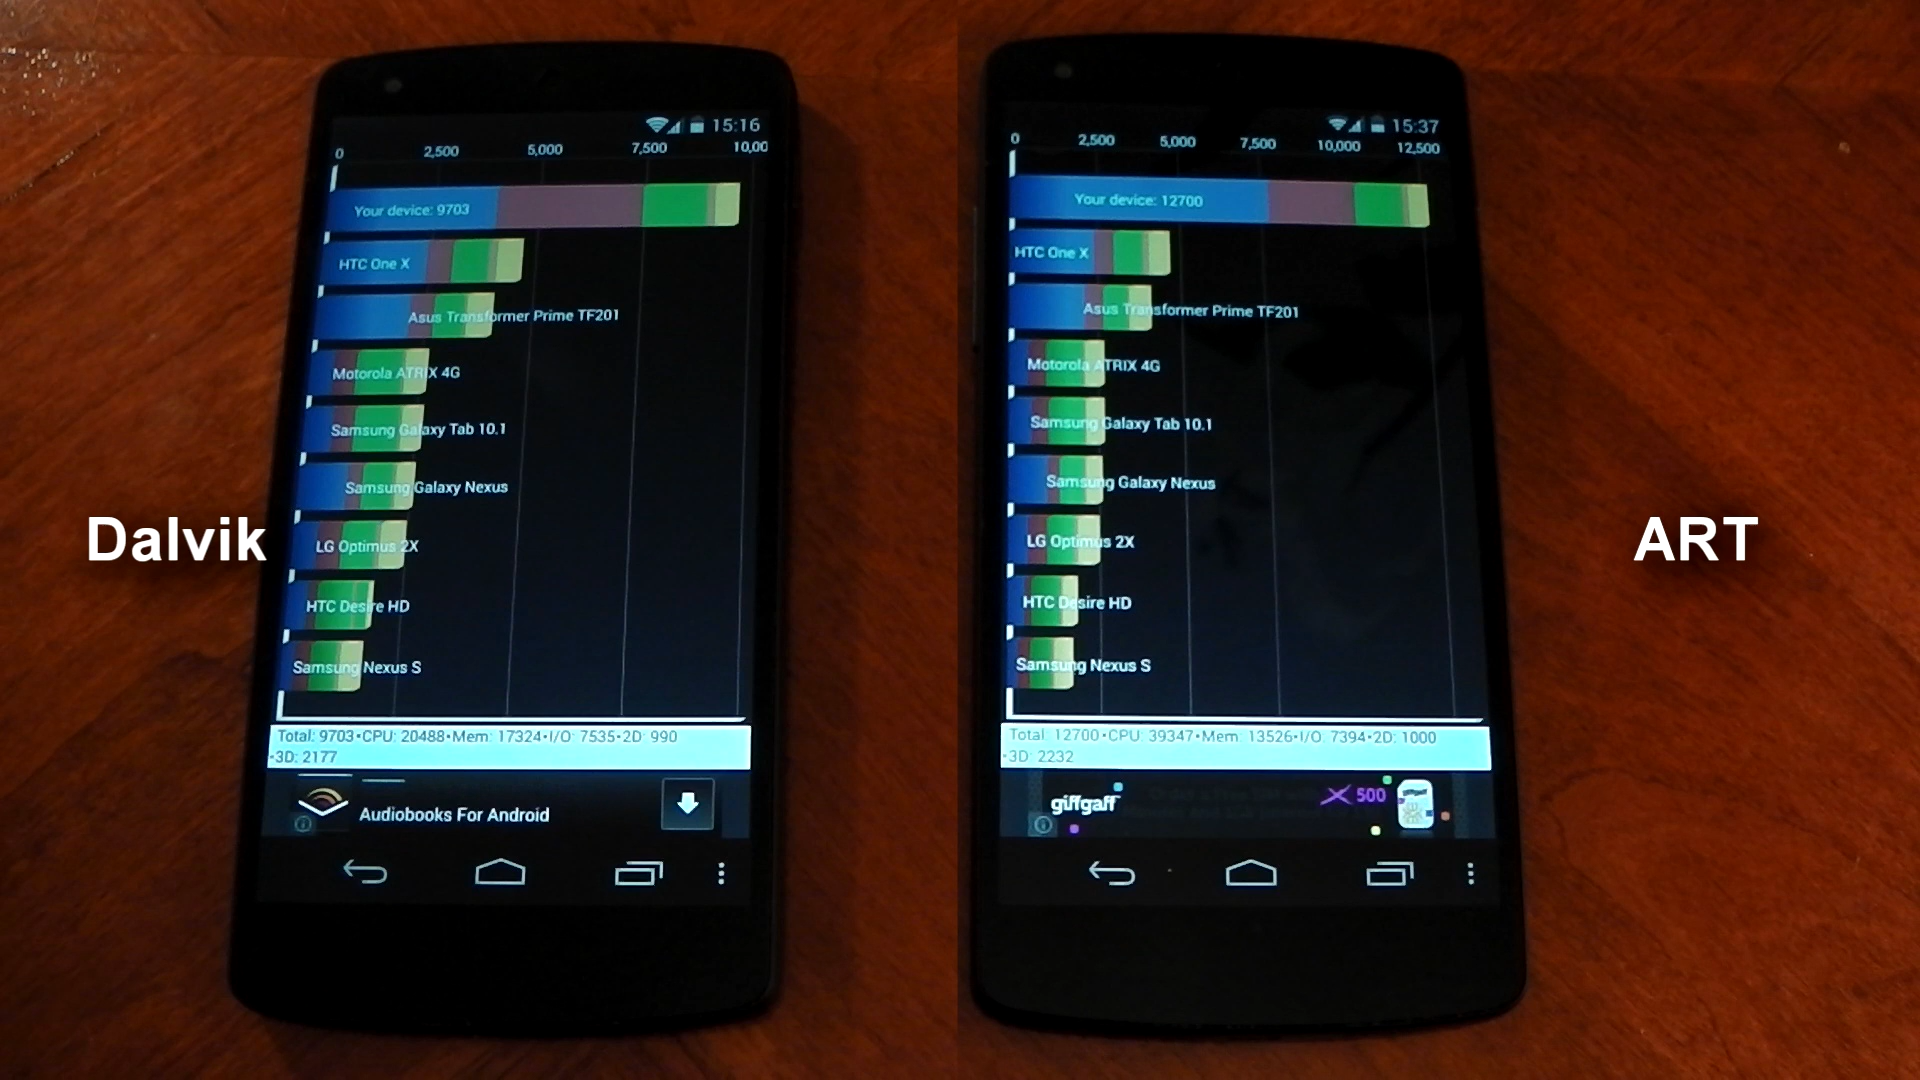 Dalvik
15:16
0 2,500 5,000 7,500 10,00
Your device: 9703
HTC One X
Asus Transformer Prime TF201
Motorola ATRIX 4G
Samsung Galaxy Tab 10.1
Samsung Galaxy Nexus
LG Optimus 2X
HTC Desire HD
Samsung Nexus S
Total: 9703•CPU: 20488•Mem: 17324•I/O: 7535•2D: 990
•3D: 2177
Audiobooks For Android
15:37
0 2,500 5,000 7,500 10,000 12,500
Your device: 12700
HTC One X
Asus Transformer Prime TF201
Motorola ATRIX 4G
Samsung Galaxy Tab 10.1
Samsung Galaxy Nexus
LG Optimus 2X
HTC Desire HD
Samsung Nexus S
Total: 12700•CPU: 39347•Mem: 13526•I/O: 7394•2D: 1000
•3D: 2232
giffgaff
500
ART